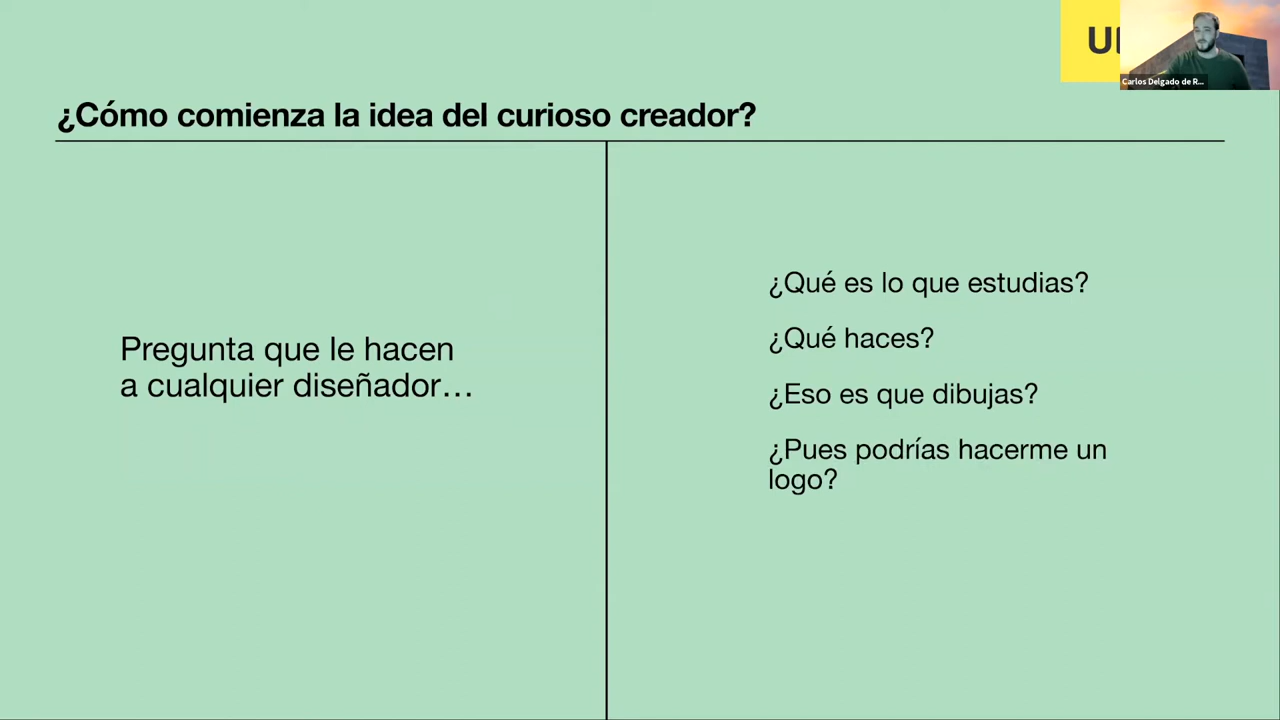 ¿Cómo comienza la idea del curioso creador?
Pregunta que le hacen
a cualquier diseñador…
¿Qué es lo que estudias?
¿Qué haces?
¿Eso es que dibujas?
¿Pues podrías hacerme un
logo?
Carlos Delgado de R...